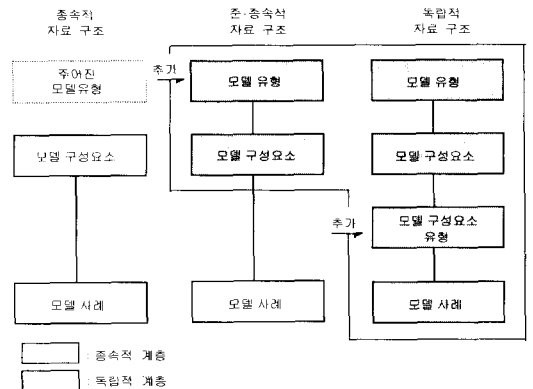 종속적
자료 구조
준·종속적
자료 구조
독립적
자료 구조
주어진
모델유형
추가
모델 유형
모델 유형
모델 구성요소
모델 구성요소
모델 구성요소
추가
모델 구성요소
유형
모델 사례
모델 사례
모델 사례
: 종속적 계층
: 독립적 계층